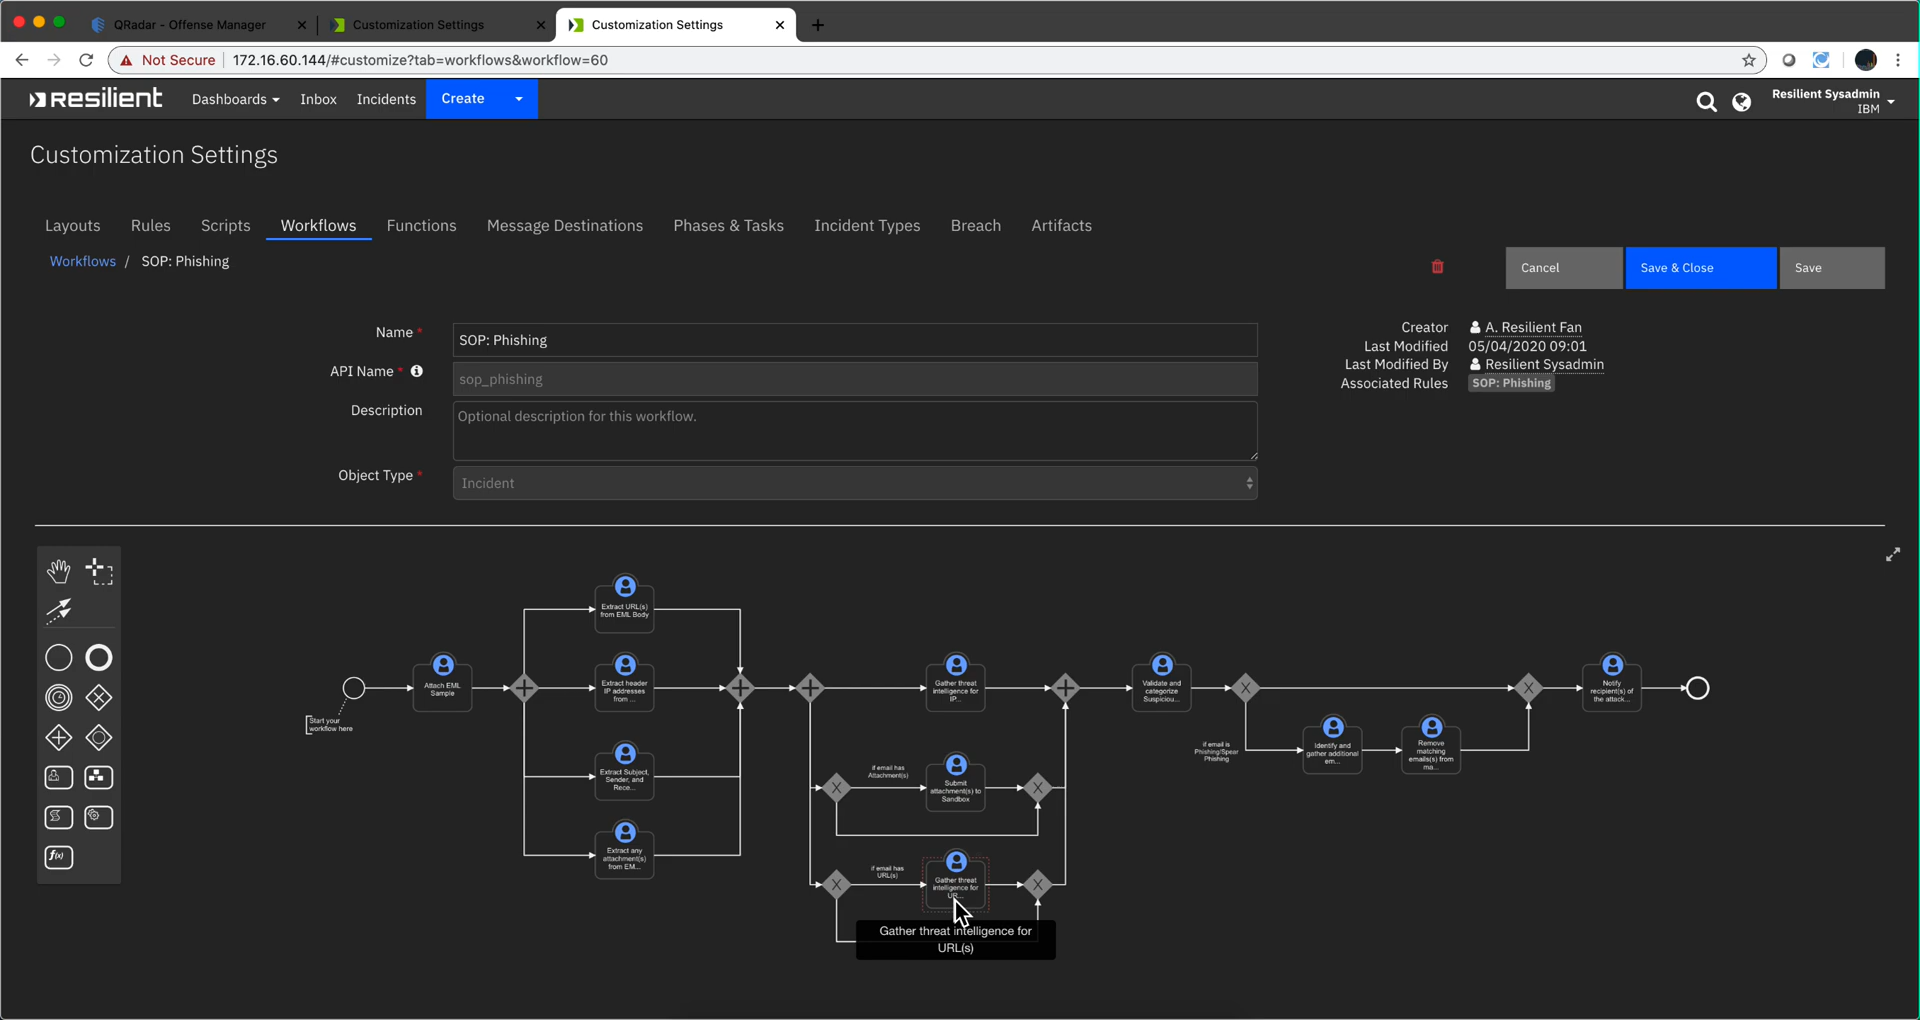 QRadar - Offense Manager
Customization Settings
Customization Settings
Not Secure
172.16.60.144/#customize?tab=workflows&workflow=60
resilient
Dashboards
Inbox
Incidents
Create
Resilient Sysadmin
IBM
Customization Settings
Layouts
Rules
Scripts
Workflows
Functions
Message Destinations
Phases & Tasks
Incident Types
Breach
Artifacts
Workflows / SOP: Phishing
Cancel
Save & Close
Save
Name *
SOP: Phishing
API Name *
sop_phishing
Description
Optional description for this workflow.
Object Type *
Incident
Creator
A. Resilient Fan
Last Modified
05/04/2020 09:01
Last Modified By
Resilient Sysadmin
Associated Rules
SOP: Phishing
Start your
workflow here
Attach EML
Sample
Extract URL(s)
from EML Body
Extract header
IP addresses
from ...
Extract Subject,
Sender, and
Rece...
Extract any
attachment(s)
from EM...
Gather threat
intelligence for
IP...
if email has
Attachment(s)
Submit
attachment(s) to
Sandbox
if email has
URL(s)
Gather threat
intelligence for
UR...
Gather threat intelligence for
URL(s)
Validate and
categorize
Suspiciou...
if email is
Phishing/Spear
Phishing
Identify and
gather additional
em...
Remove
matching
emails(s) from
ma...
Notify
recipient(s) of
the attack...
f(x)